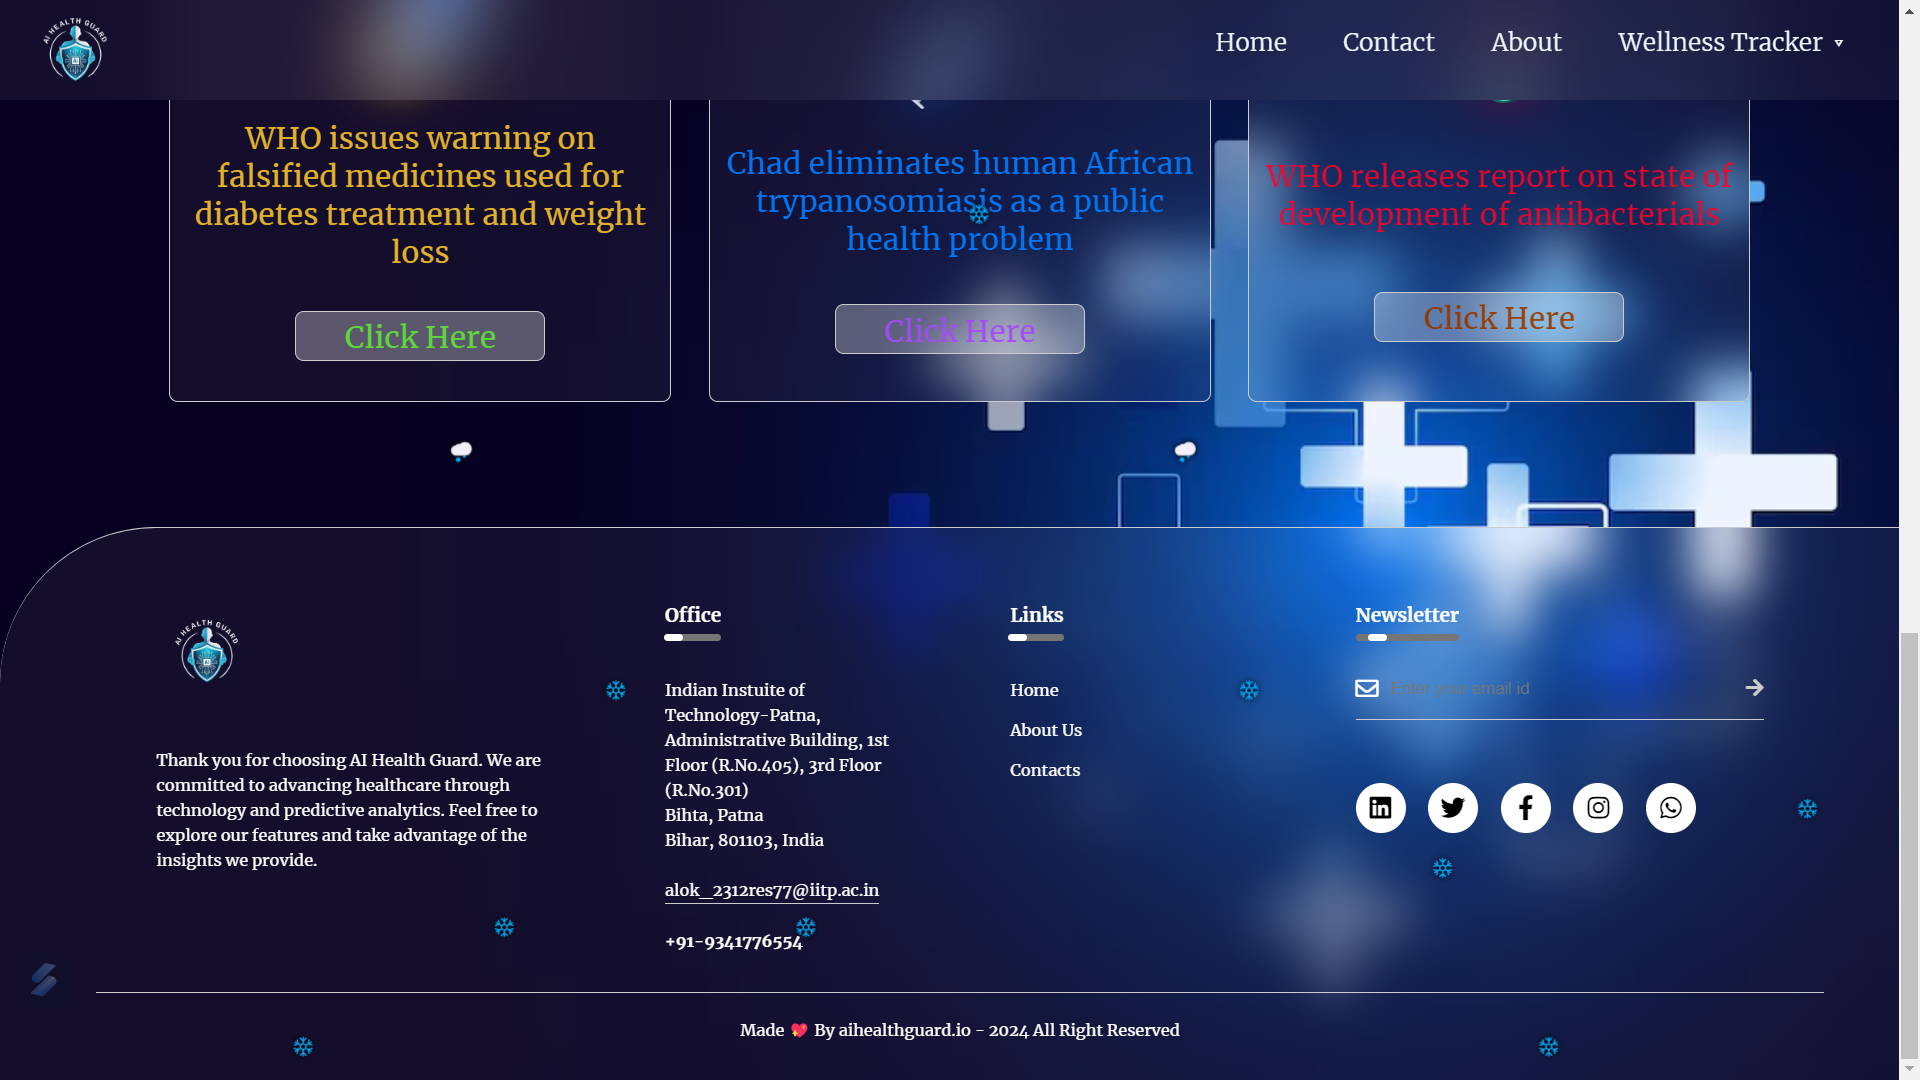 AI HEALTH GUARD
AI
Home
Contact
About
Wellness Tracker
WHO issues warning on
falsified medicines used for
diabetes treatment and weight
loss
Click Here
Chad eliminates human African
trypanosomiasis as a public
health problem
Click Here
WHO releases report on state of
development of antibacterials
Click Here
AI HEALTH GUARD
AI
Thank you for choosing AI Health Guard. We are
committed to advancing healthcare through
technology and predictive analytics. Feel free to
explore our features and take advantage of the
insights we provide.
Office
Indian Instuite of
Technology-Patna,
Administrative Building, 1st
Floor (R.No.405), 3rd Floor
(R.No.301)
Bihta, Patna
Bihar, 801103, India
alok_2312res77@iitp.ac.in
+91-9341776554
Links
Home
About Us
Contacts
Newsletter
Enter your email id
Made 💖 By aihealthguard.io - 2024 All Right Reserved